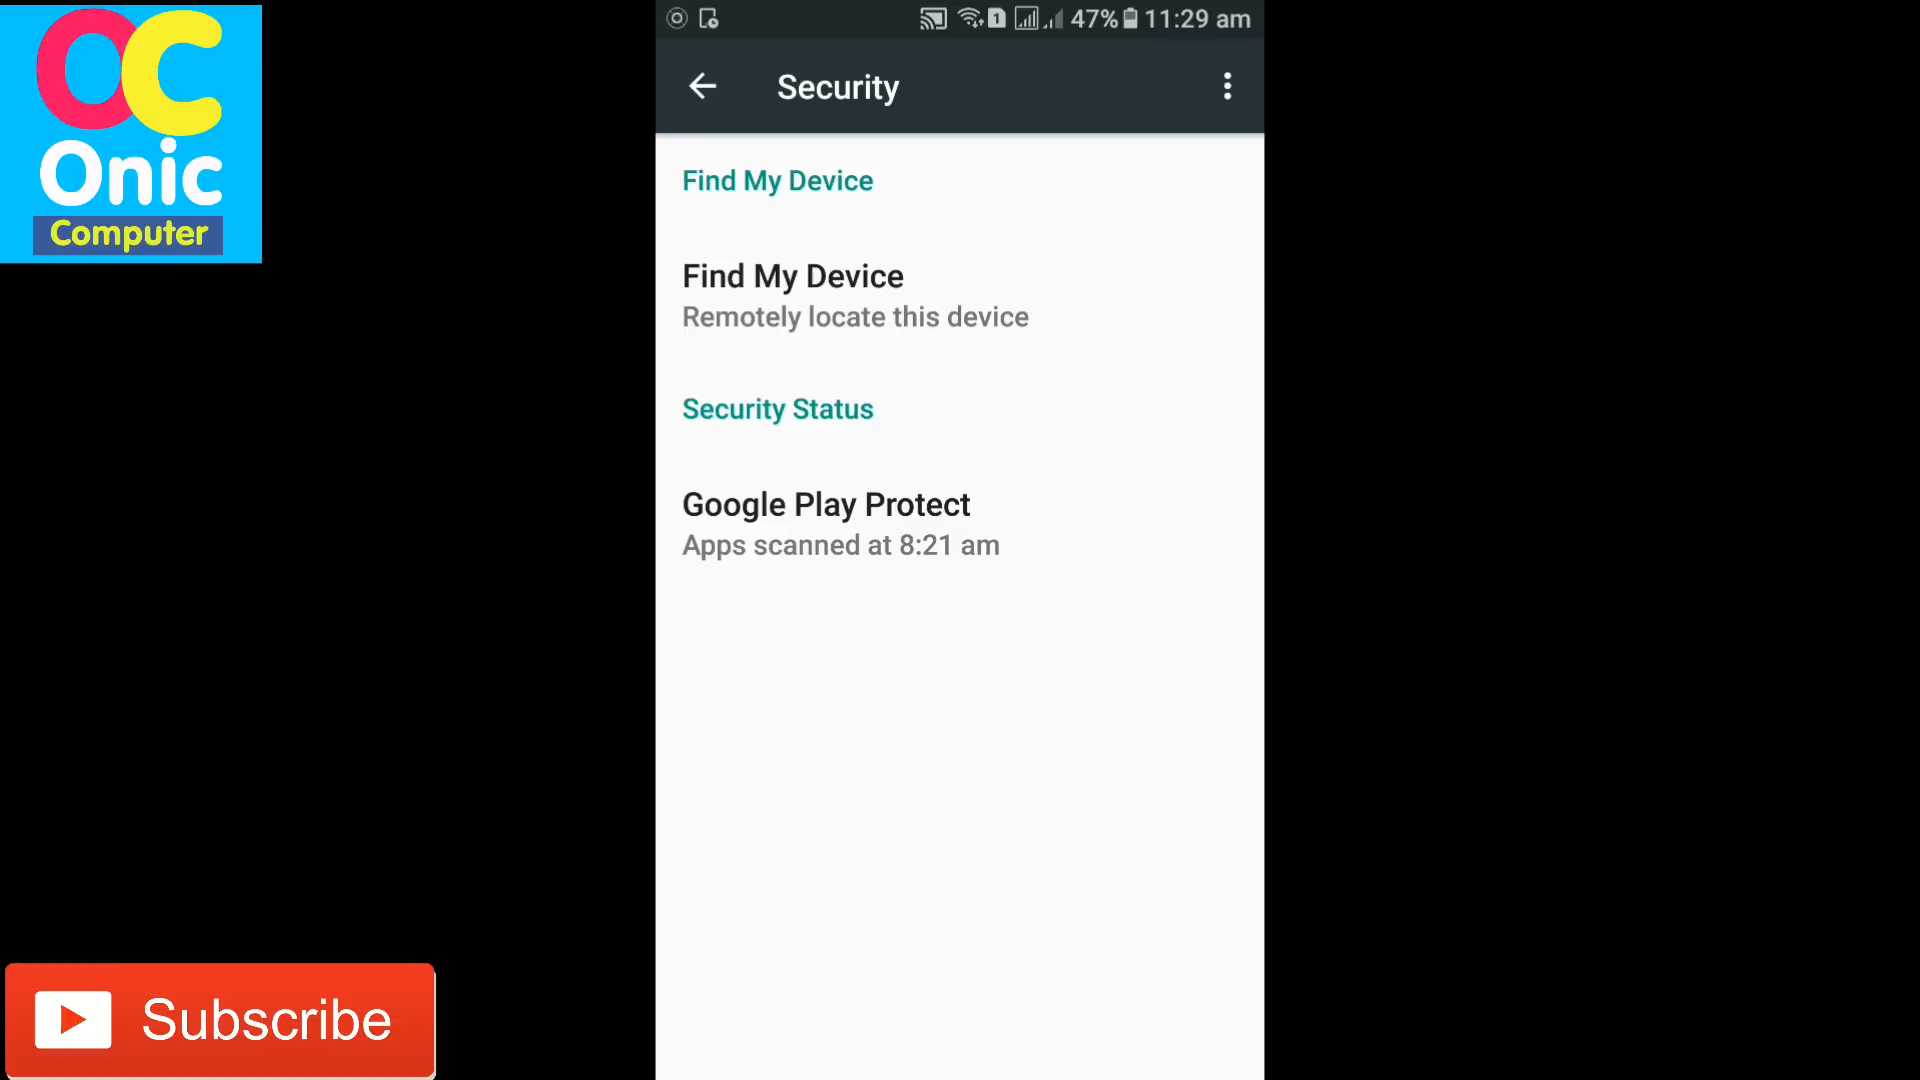 OC
Onic
Computer
1 47% 11:29 am
Security
Find My Device
Find My Device
Remotely locate this device
Security Status
Google Play Protect
Apps scanned at 8:21 am
Subscribe